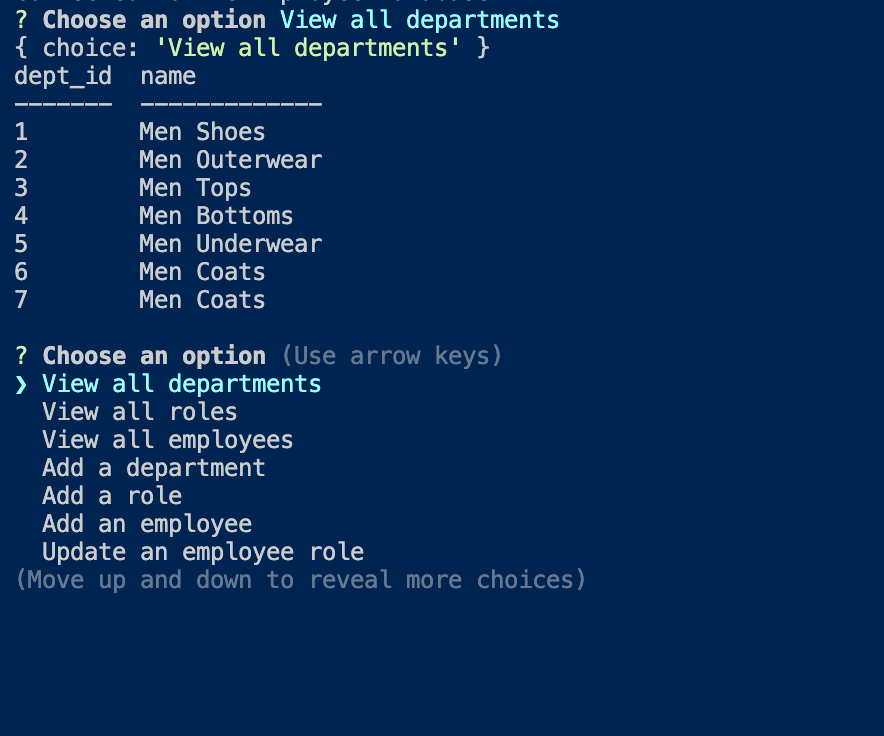 ? Choose an option View all departments
{ choice: 'View all departments' }
dept_id  name
-------  -------------
1        Men Shoes
2        Men Outerwear
3        Men Tops
4        Men Bottoms
5        Men Underwear
6        Men Coats
7        Men Coats
? Choose an option (Use arrow keys)
❯ View all departments
  View all roles
  View all employees
  Add a department
  Add a role
  Add an employee
  Update an employee role
(Move up and down to reveal more choices)